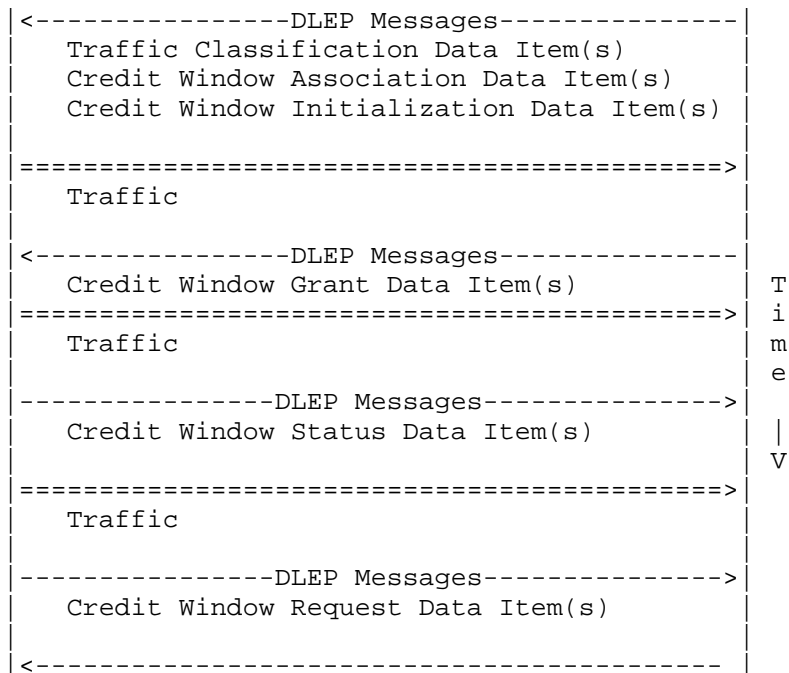 |<----------------DLEP Messages---------------|
|  Traffic Classification Data Item(s)        |
|  Credit Window Association Data Item(s)     |
|  Credit Window Initialization Data Item(s)  |
|                                             |
|============================================>|
|  Traffic                                    |
|                                             |
|<----------------DLEP Messages---------------|
|  Credit Window Grant Data Item(s)           | T
|============================================>| i
|  Traffic                                    | m
|                                             | e
|----------------DLEP Messages--------------->|
|  Credit Window Status Data Item(s)          | |
|                                             | V
|============================================>|
|  Traffic                                    |
|                                             |
|----------------DLEP Messages--------------->|
|  Credit Window Request Data Item(s)         |
|                                             |
|<------------------------------------------- |